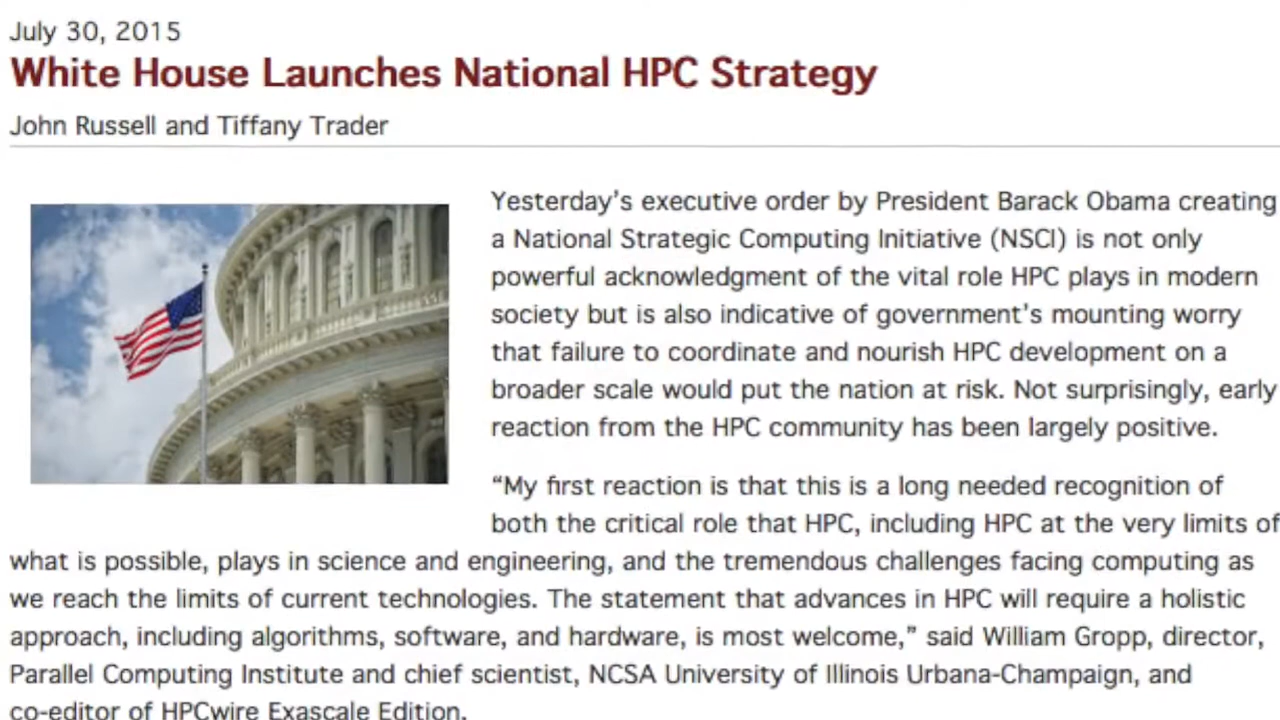 July 30, 2015
White House Launches National HPC Strategy
John Russell and Tiffany Trader
Yesterday's executive order by President Barack Obama creating
a National Strategic Computing Initiative (NSCI) is not only
powerful acknowledgment of the vital role HPC plays in modern
society but is also indicative of government's mounting worry
that failure to coordinate and nourish HPC development on a
broader scale would put the nation at risk. Not surprisingly, early
reaction from the HPC community has been largely positive.
“My first reaction is that this is a long needed recognition of
both the critical role that HPC, including HPC at the very limits of
what is possible, plays in science and engineering, and the tremendous challenges facing computing as
we reach the limits of current technologies. The statement that advances in HPC will require a holistic
approach, including algorithms, software, and hardware, is most welcome,” said William Gropp, director,
Parallel Computing Institute and chief scientist, NCSA University of Illinois Urbana-Champaign, and
co-editor of HPCwire Exascale Edition.